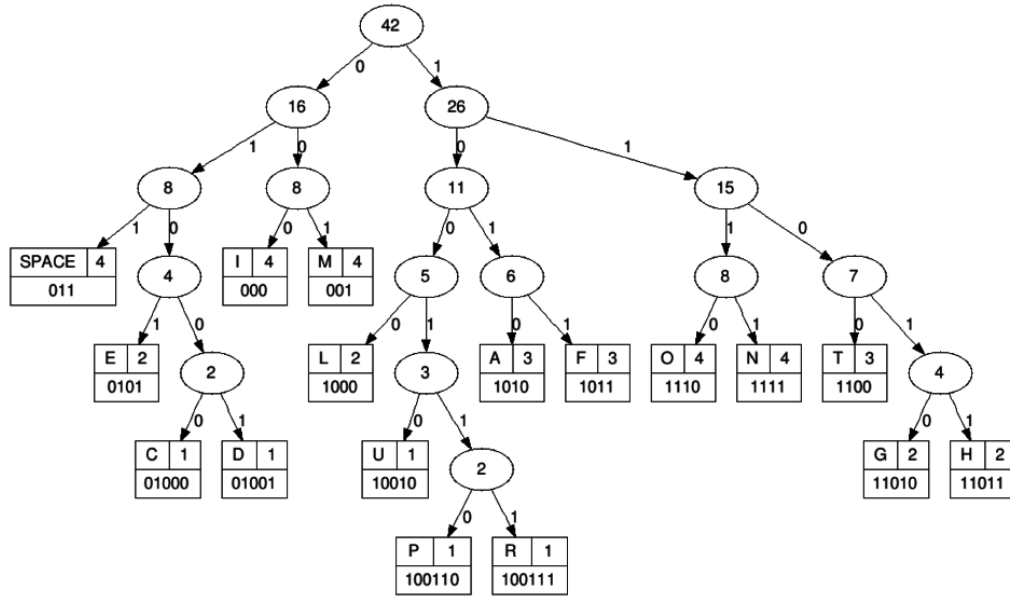 42
0 1
16 26
1 0 0 1
8 8 11 15
1 0 0 1 0 1 1 0
SPACE 4 I 4 M 4
011 4 000 001 5 6 8 7
1 0 0 1 0 1 0 1 0 1
E 2 L 2 A 3 F 3 O 4 N 4 T 3
0101 2 1000 3 1010 1011 1110 1111 1100 4
0 1 0 1 0 1
C 1 D 1 U 1 G 2 H 2
01000 01001 10010 2 11010 11011
0 1
P 1 R 1
100110 100111